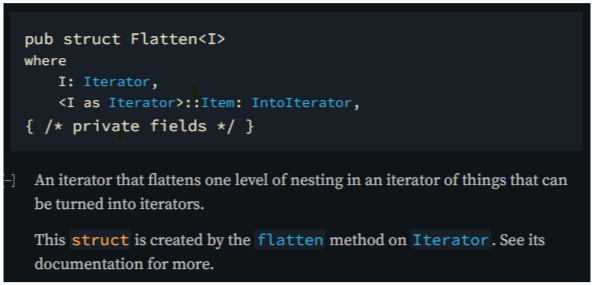 pub struct Flatten<I>
where
    I: Iterator,
    <I as Iterator>::Item: IntoIterator,
{ /* private fields */ }
[−] An iterator that flattens one level of nesting in an iterator of things that can
be turned into iterators.
This struct is created by the flatten method on Iterator. See its
documentation for more.